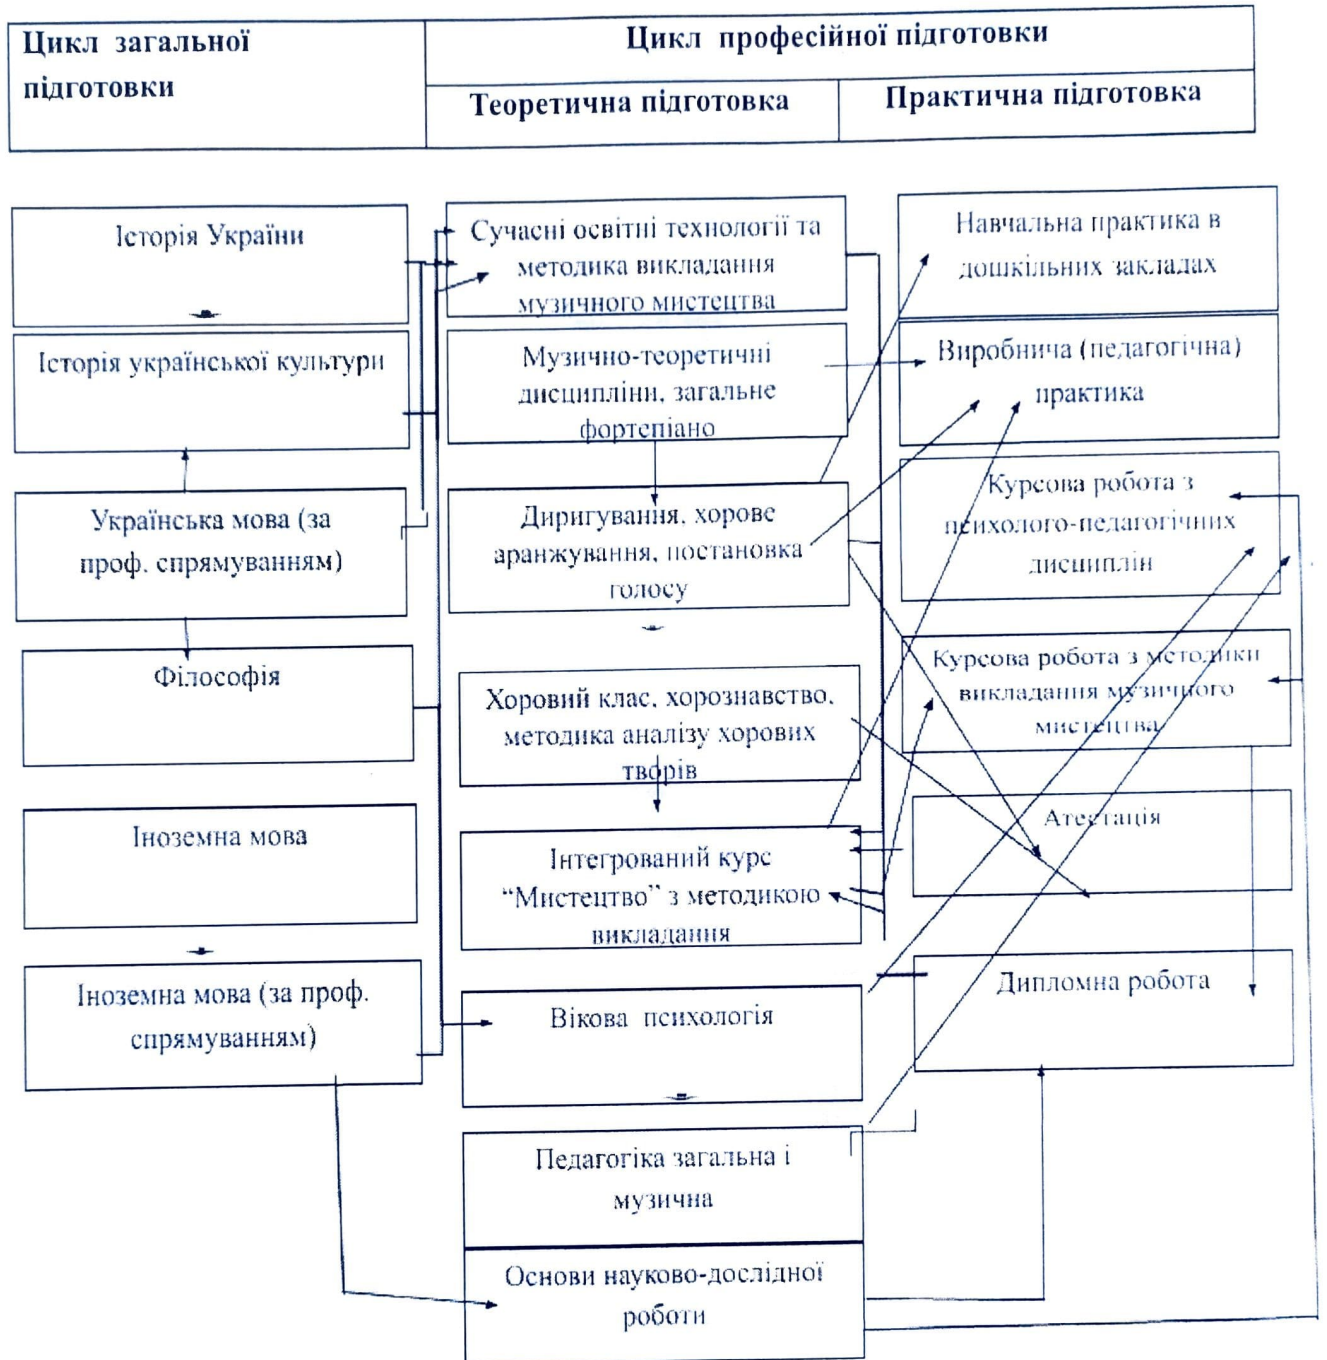 Цикл загальної
підготовки
Цикл професійної підготовки
Теоретична підготовка
Практична підготовка
Історія України
Історія української культури
Українська мова (за
проф. спрямуванням)
Філософія
Іноземна мова
Іноземна мова (за проф.
спрямуванням)
Сучасні освітні технології та
методика викладання
музичного мистецтва
Музично-теоретичні
дисципліни, загальне
фортепіано
Диригування, хорове
аранжування, постановка
голосу
Хоровий клас, хорознавство,
методика аналізу хорових
творів
Інтегрований курс
“Мистецтво” з методикою
викладання
Вікова психологія
Педагогіка загальна і
музична
Основи науково-дослідної
роботи
Навчальна практика в
дошкільних закладах
Виробнича (педагогічна)
практика
Курсова робота з
психолого-педагогічних
дисциплін
Курсова робота з методики
викладання музичного
мистецтва
Атестація
Дипломна робота